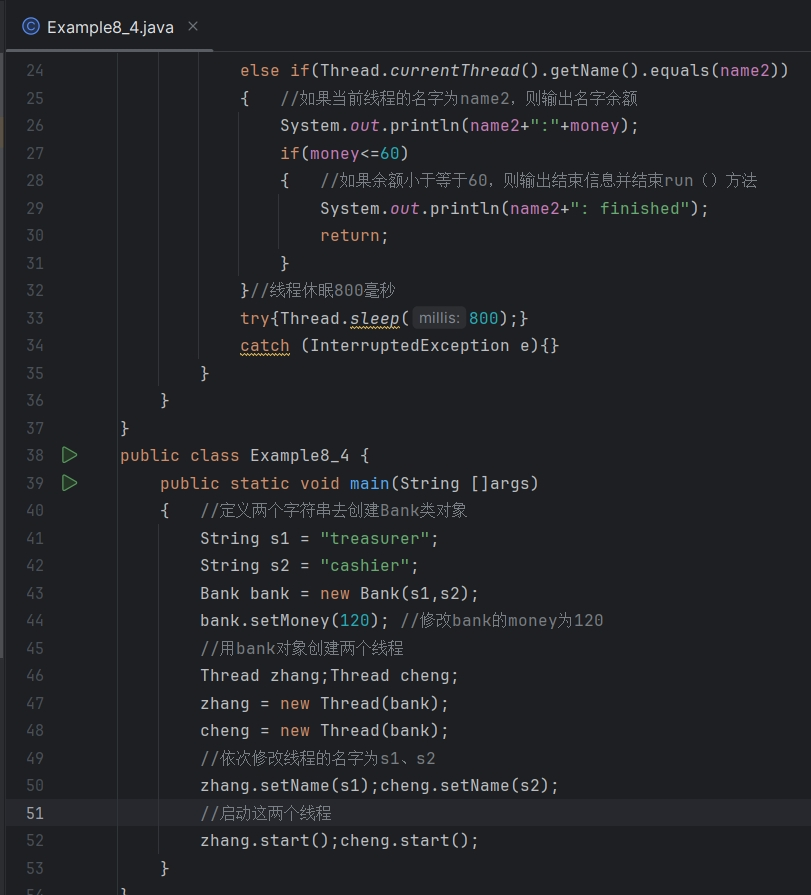 Example8_4.java
24 else if(Thread.currentThread().getName().equals(name2))
25 { //如果当前线程的名字为name2，则输出名字余额
26 System.out.println(name2+":"+money);
27 if(money<=60)
28 { //如果余额小于等于60，则输出结束信息并结束run（）方法
29 System.out.println(name2+": finished");
30 return;
31 }
32 }//线程休眠800毫秒
33 try{Thread.sleep( millis: 800);}
34 catch (InterruptedException e){}
35 }
36 }
37 }
38 public class Example8_4 {
39 public static void main(String []args)
40 { //定义两个字符串去创建Bank类对象
41 String s1 = "treasurer";
42 String s2 = "cashier";
43 Bank bank = new Bank(s1,s2);
44 bank.setMoney(120); //修改bank的money为120
45 //用bank对象创建两个线程
46 Thread zhang;Thread cheng;
47 zhang = new Thread(bank);
48 cheng = new Thread(bank);
49 //依次修改线程的名字为s1、s2
50 zhang.setName(s1);cheng.setName(s2);
51 //启动这两个线程
52 zhang.start();cheng.start();
53 }
54 }